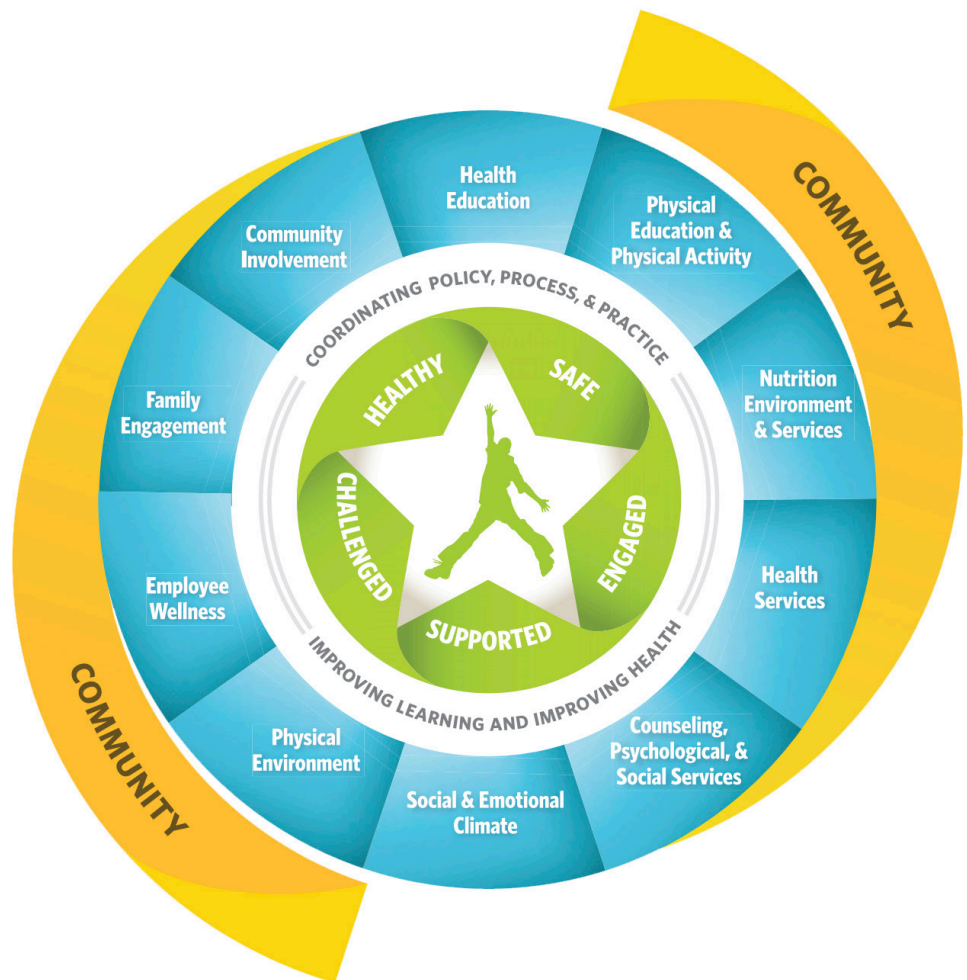 COMMUNITY
Health
Education
Physical
Education &
Physical Activity
Nutrition
Environment
& Services
Health
Services
Counseling,
Psychological, &
Social Services
Social & Emotional
Climate
Physical
Environment
Employee
Wellness
Family
Engagement
Community
Involvement
COORDINATING POLICY, PROCESS, & PRACTICE
IMPROVING LEARNING AND IMPROVING HEALTH
HEALTHY
SAFE
ENGAGED
SUPPORTED
CHALLENGED
COMMUNITY